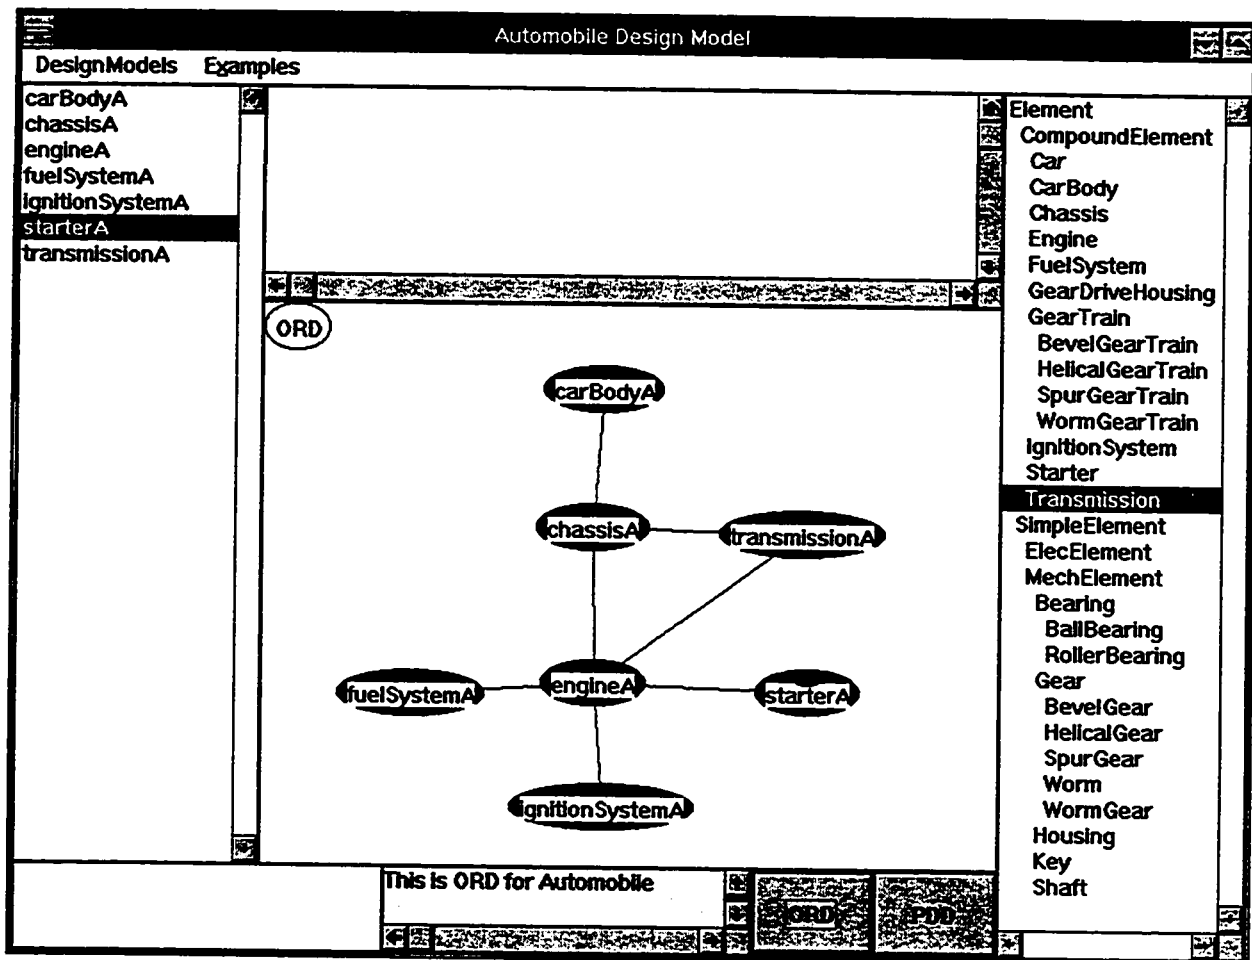 Automobile Design Model
DesignModels Examples
carBodyA
chassisA
engineA
fuelSystemA
ignitionSystemA
starterA
transmissionA
ORD
carBodyA
chassisA
transmissionA
fuelSystemA
engineA
starterA
ignitionSystemA
Element
CompoundElement
Car
CarBody
Chassis
Engine
FuelSystem
GearDriveHousing
GearTrain
BevelGearTrain
HelicalGearTrain
SpurGearTrain
WormGearTrain
IgnitionSystem
Starter
Transmission
SimpleElement
ElecElement
MechElement
Bearing
BallBearing
RollerBearing
Gear
BevelGear
HelicalGear
SpurGear
Worm
WormGear
Housing
Key
Shaft
This is ORD for Automobile
ORD
PDD